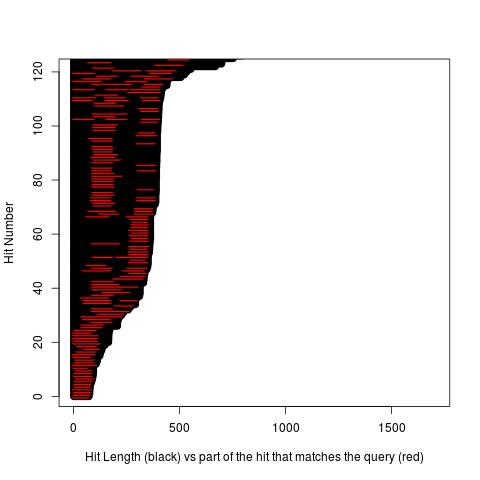 120
100
80
60
40
20
0
Hit Number
0 500 1000 1500
Hit Length (black) vs part of the hit that matches the query (red)